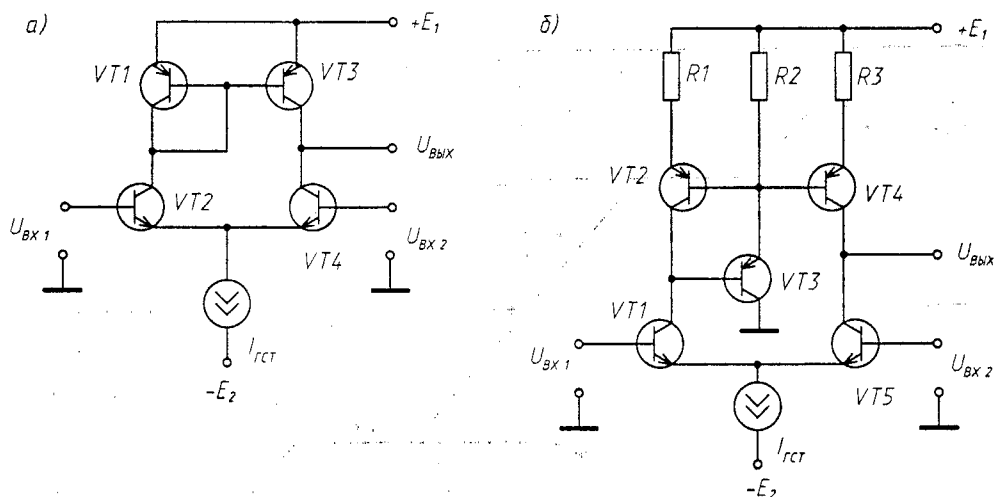 а)
+E₁
VT1
VT3
Uвых
VT2
Uвх 1
VT4
Uвх 2
Iгст
-E₂
б)
+E₁
R1
R2
R3
VT2
VT4
Uвых
VT3
VT1
Uвх 1
VT5
Uвх 2
Iгст
-E₂